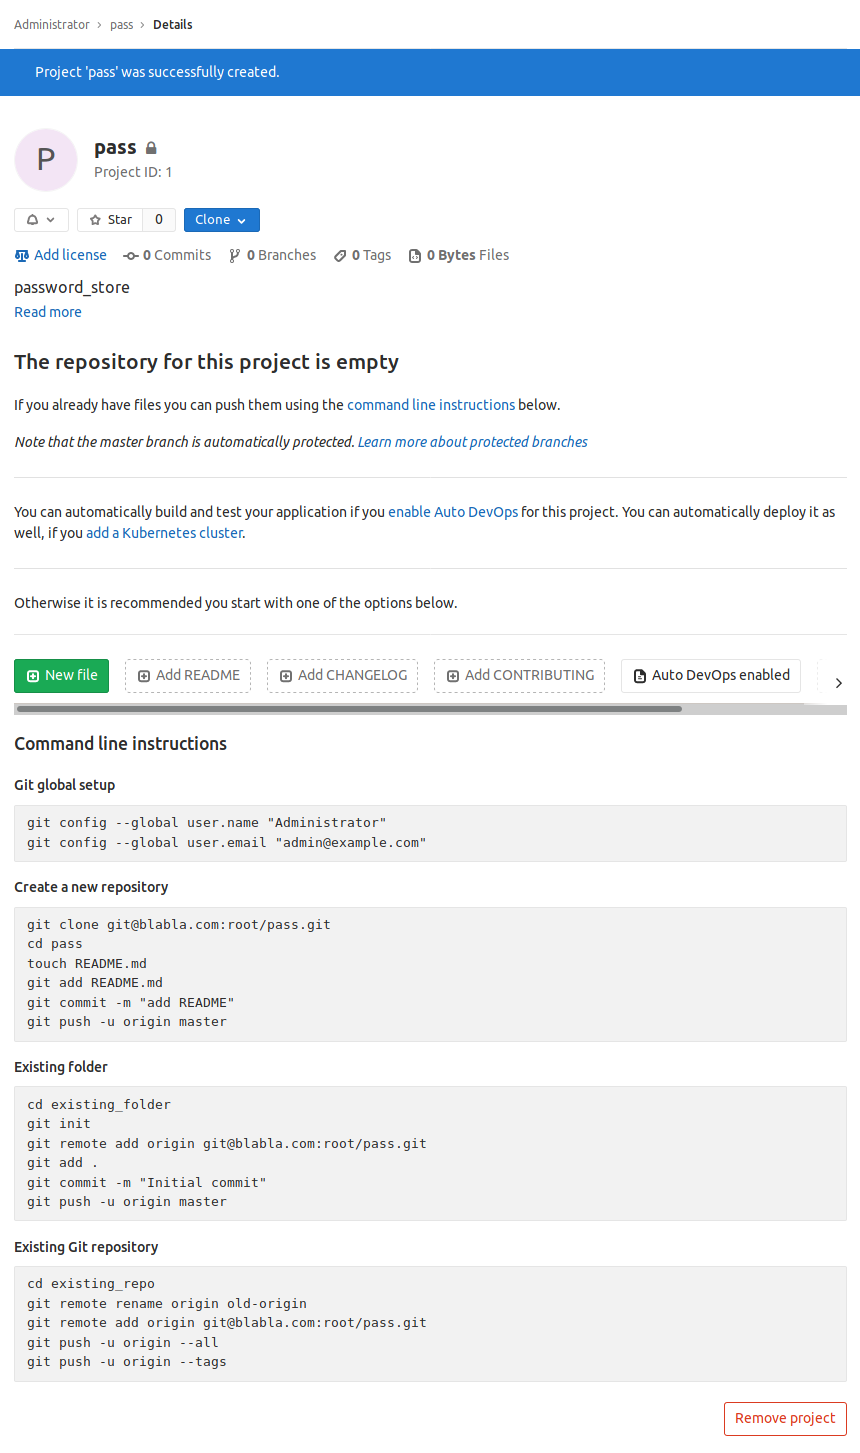 Administrator › pass › Details
Project 'pass' was successfully created.
P
pass
Project ID: 1
Star 0 Clone
Add license 0 Commits 0 Branches 0 Tags 0 Bytes Files
password_store
Read more
The repository for this project is empty
If you already have files you can push them using the command line instructions below.
Note that the master branch is automatically protected. Learn more about protected branches
You can automatically build and test your application if you enable Auto DevOps for this project. You can automatically deploy it as
well, if you add a Kubernetes cluster.
Otherwise it is recommended you start with one of the options below.
New file Add README Add CHANGELOG Add CONTRIBUTING Auto DevOps enabled
Command line instructions
Git global setup
git config --global user.name "Administrator"
git config --global user.email "admin@example.com"
Create a new repository
git clone git@blabla.com:root/pass.git
cd pass
touch README.md
git add README.md
git commit -m "add README"
git push -u origin master
Existing folder
cd existing_folder
git init
git remote add origin git@blabla.com:root/pass.git
git add .
git commit -m "Initial commit"
git push -u origin master
Existing Git repository
cd existing_repo
git remote rename origin old-origin
git remote add origin git@blabla.com:root/pass.git
git push -u origin --all
git push -u origin --tags
Remove project